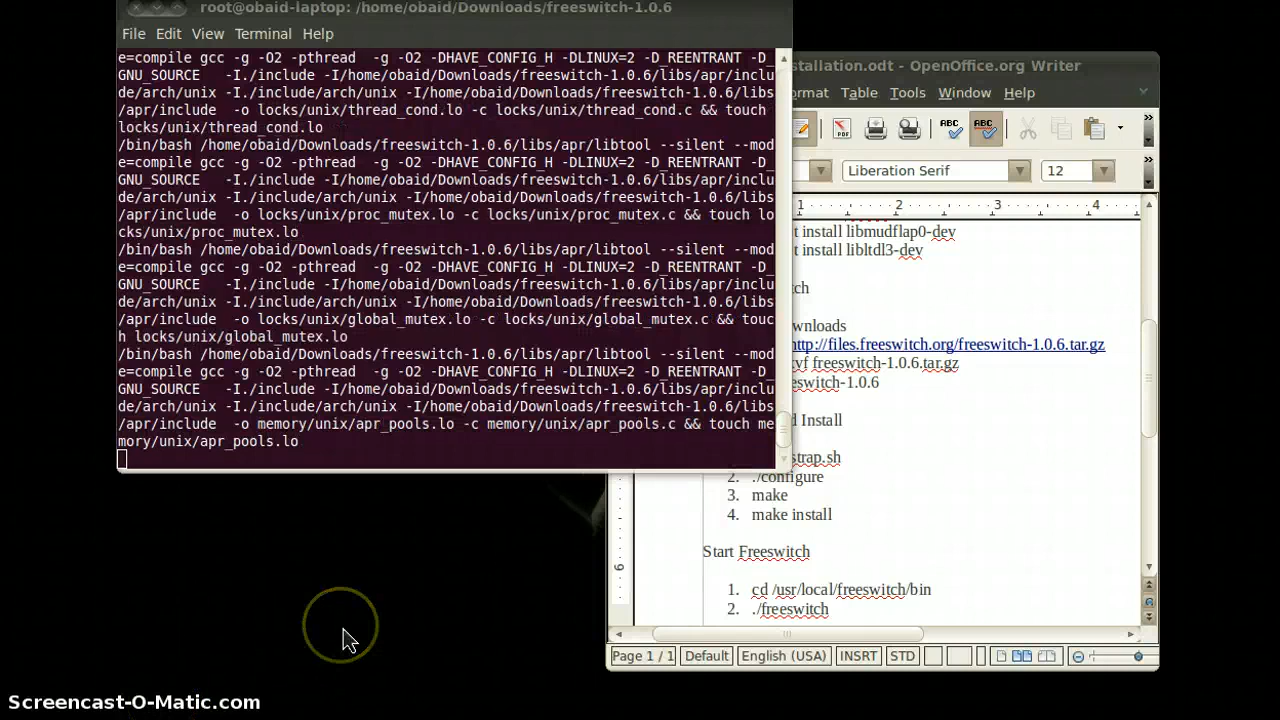 root@obaid-laptop: /home/obaid/Downloads/freeswitch-1.0.6
File Edit View Terminal Help
e=compile gcc -g -O2 -pthread  -g -O2 -DHAVE_CONFIG_H -DLINUX=2 -D_REENTRANT -D_
GNU_SOURCE   -I./include -I/home/obaid/Downloads/freeswitch-1.0.6/libs/apr/inclu
de/arch/unix -I./include/arch/unix -I/home/obaid/Downloads/freeswitch-1.0.6/libs
/apr/include  -o locks/unix/thread_cond.lo -c locks/unix/thread_cond.c && touch
locks/unix/thread_cond.lo
/bin/bash /home/obaid/Downloads/freeswitch-1.0.6/libs/apr/libtool --silent --mod
e=compile gcc -g -O2 -pthread  -g -O2 -DHAVE_CONFIG_H -DLINUX=2 -D_REENTRANT -D_
GNU_SOURCE   -I./include -I/home/obaid/Downloads/freeswitch-1.0.6/libs/apr/inclu
de/arch/unix -I./include/arch/unix -I/home/obaid/Downloads/freeswitch-1.0.6/libs
/apr/include  -o locks/unix/proc_mutex.lo -c locks/unix/proc_mutex.c && touch lo
cks/unix/proc_mutex.lo
/bin/bash /home/obaid/Downloads/freeswitch-1.0.6/libs/apr/libtool --silent --mod
e=compile gcc -g -O2 -pthread  -g -O2 -DHAVE_CONFIG_H -DLINUX=2 -D_REENTRANT -D_
GNU_SOURCE   -I./include -I/home/obaid/Downloads/freeswitch-1.0.6/libs/apr/inclu
de/arch/unix -I./include/arch/unix -I/home/obaid/Downloads/freeswitch-1.0.6/libs
/apr/include  -o locks/unix/global_mutex.lo -c locks/unix/global_mutex.c && touc
h locks/unix/global_mutex.lo
/bin/bash /home/obaid/Downloads/freeswitch-1.0.6/libs/apr/libtool --silent --mod
e=compile gcc -g -O2 -pthread  -g -O2 -DHAVE_CONFIG_H -DLINUX=2 -D_REENTRANT -D_
GNU_SOURCE   -I./include -I/home/obaid/Downloads/freeswitch-1.0.6/libs/apr/inclu
de/arch/unix -I./include/arch/unix -I/home/obaid/Downloads/freeswitch-1.0.6/libs
/apr/include  -o memory/unix/apr_pools.lo -c memory/unix/apr_pools.c && touch me
mory/unix/apr_pools.lo
stallation.odt - OpenOffice.org Writer
ormat Table Tools Window Help
ABC ABC
Liberation Serif 12
1 2 3 4
t install libmudflap0-dev
t install libltdl3-dev
tch
wnloads
http://files.freeswitch.org/freeswitch-1.0.6.tar.gz
zvf freeswitch-1.0.6.tar.gz
eswitch-1.0.6
d Install
strap.sh
2. ./configure
3. make
4. make install
Start Freeswitch
6
1. cd /usr/local/freeswitch/bin
2. ./freeswitch
Page 1 / 1 Default English (USA) INSRT STD
Screencast-O-Matic.com